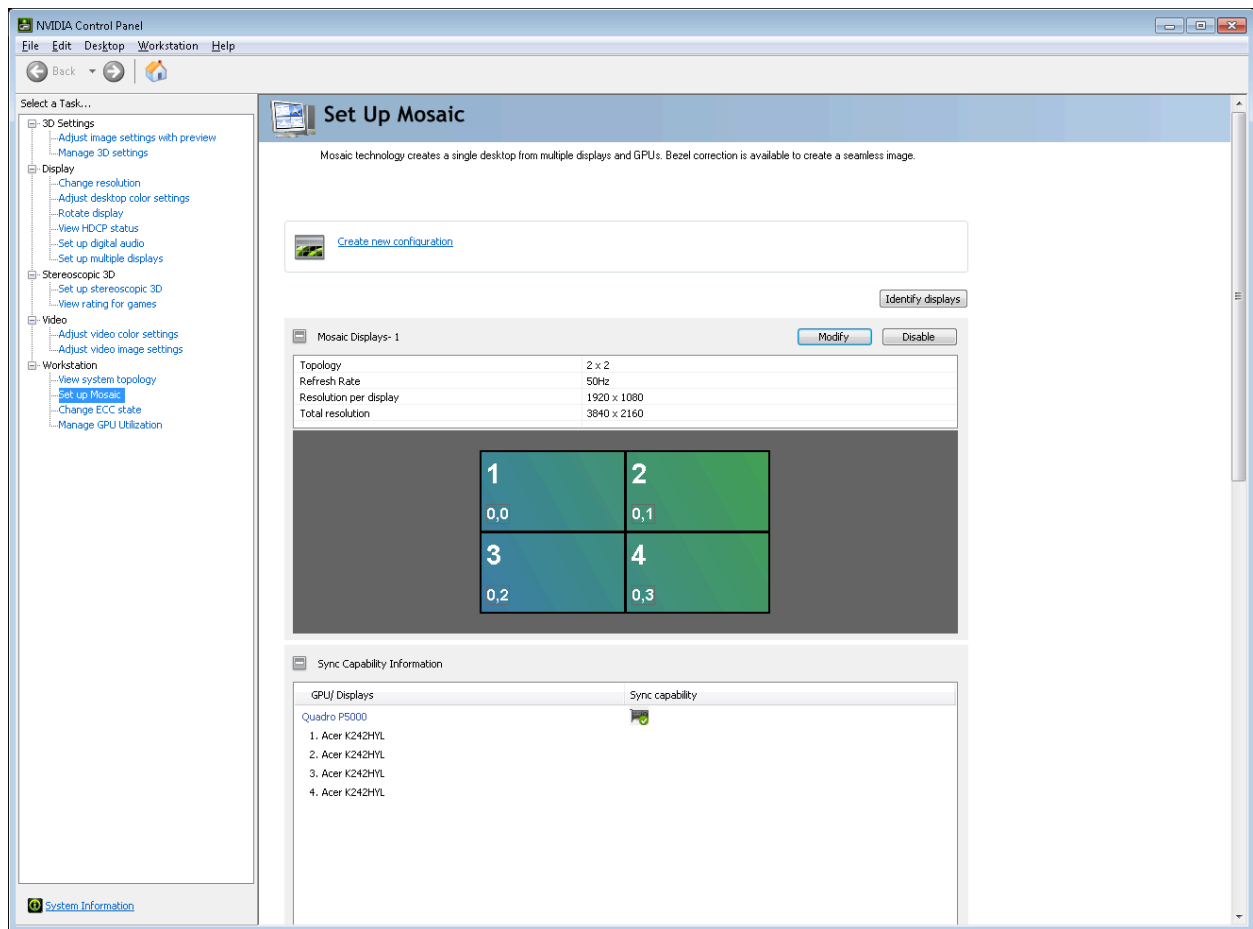 NVIDIA Control Panel
File Edit Desktop Workstation Help
Back
Select a Task...
3D Settings
Adjust image settings with preview
Manage 3D settings
Display
Change resolution
Adjust desktop color settings
Rotate display
View HDCP status
Set up digital audio
Set up multiple displays
Stereoscopic 3D
Set up stereoscopic 3D
View rating for games
Video
Adjust video color settings
Adjust video image settings
Workstation
View system topology
Set up Mosaic
Change ECC state
Manage GPU Utilization
System Information
Set Up Mosaic
Mosaic technology creates a single desktop from multiple displays and GPUs. Bezel correction is available to create a seamless image.
Create new configuration
Identify displays
Mosaic Displays- 1 Modify Disable
Topology 2 x 2
Refresh Rate 50Hz
Resolution per display 1920 x 1080
Total resolution 3840 x 2160
1 2
0,0 0,1
3 4
0,2 0,3
Sync Capability Information
GPU/ Displays Sync capability
Quadro P5000
1. Acer K242HYL
2. Acer K242HYL
3. Acer K242HYL
4. Acer K242HYL